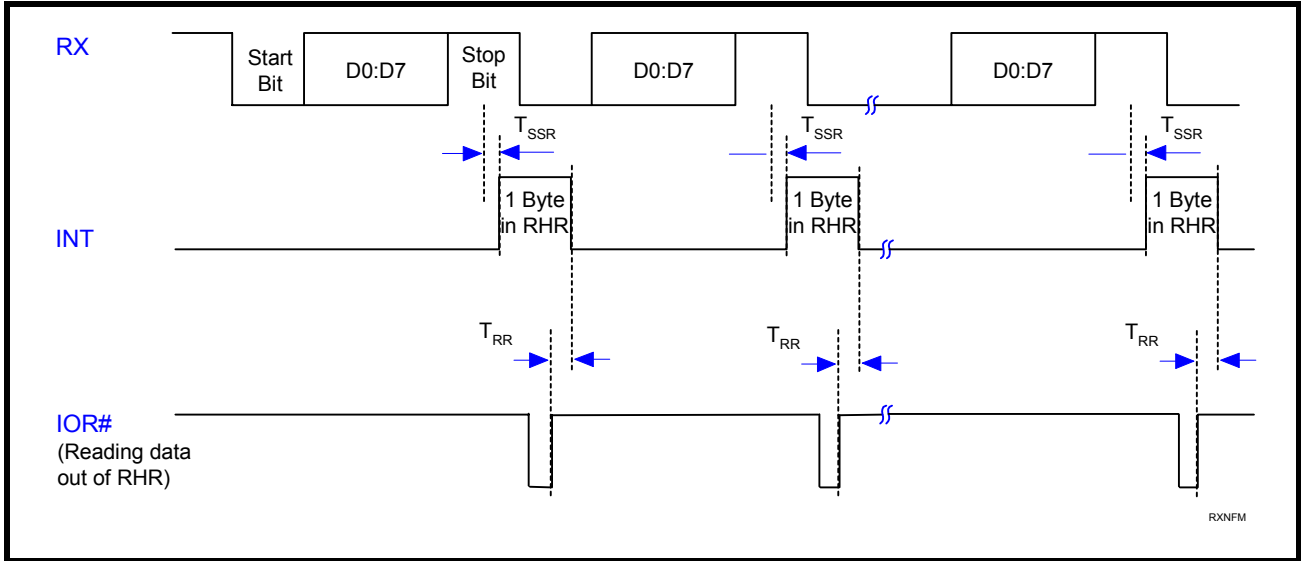 RX
Start
Bit
D0:D7
Stop
Bit
D0:D7
D0:D7
TSSR
TSSR
TSSR
INT
1 Byte
in RHR
1 Byte
in RHR
1 Byte
in RHR
TRR
TRR
TRR
IOR#
(Reading data
out of RHR)
RXNFM